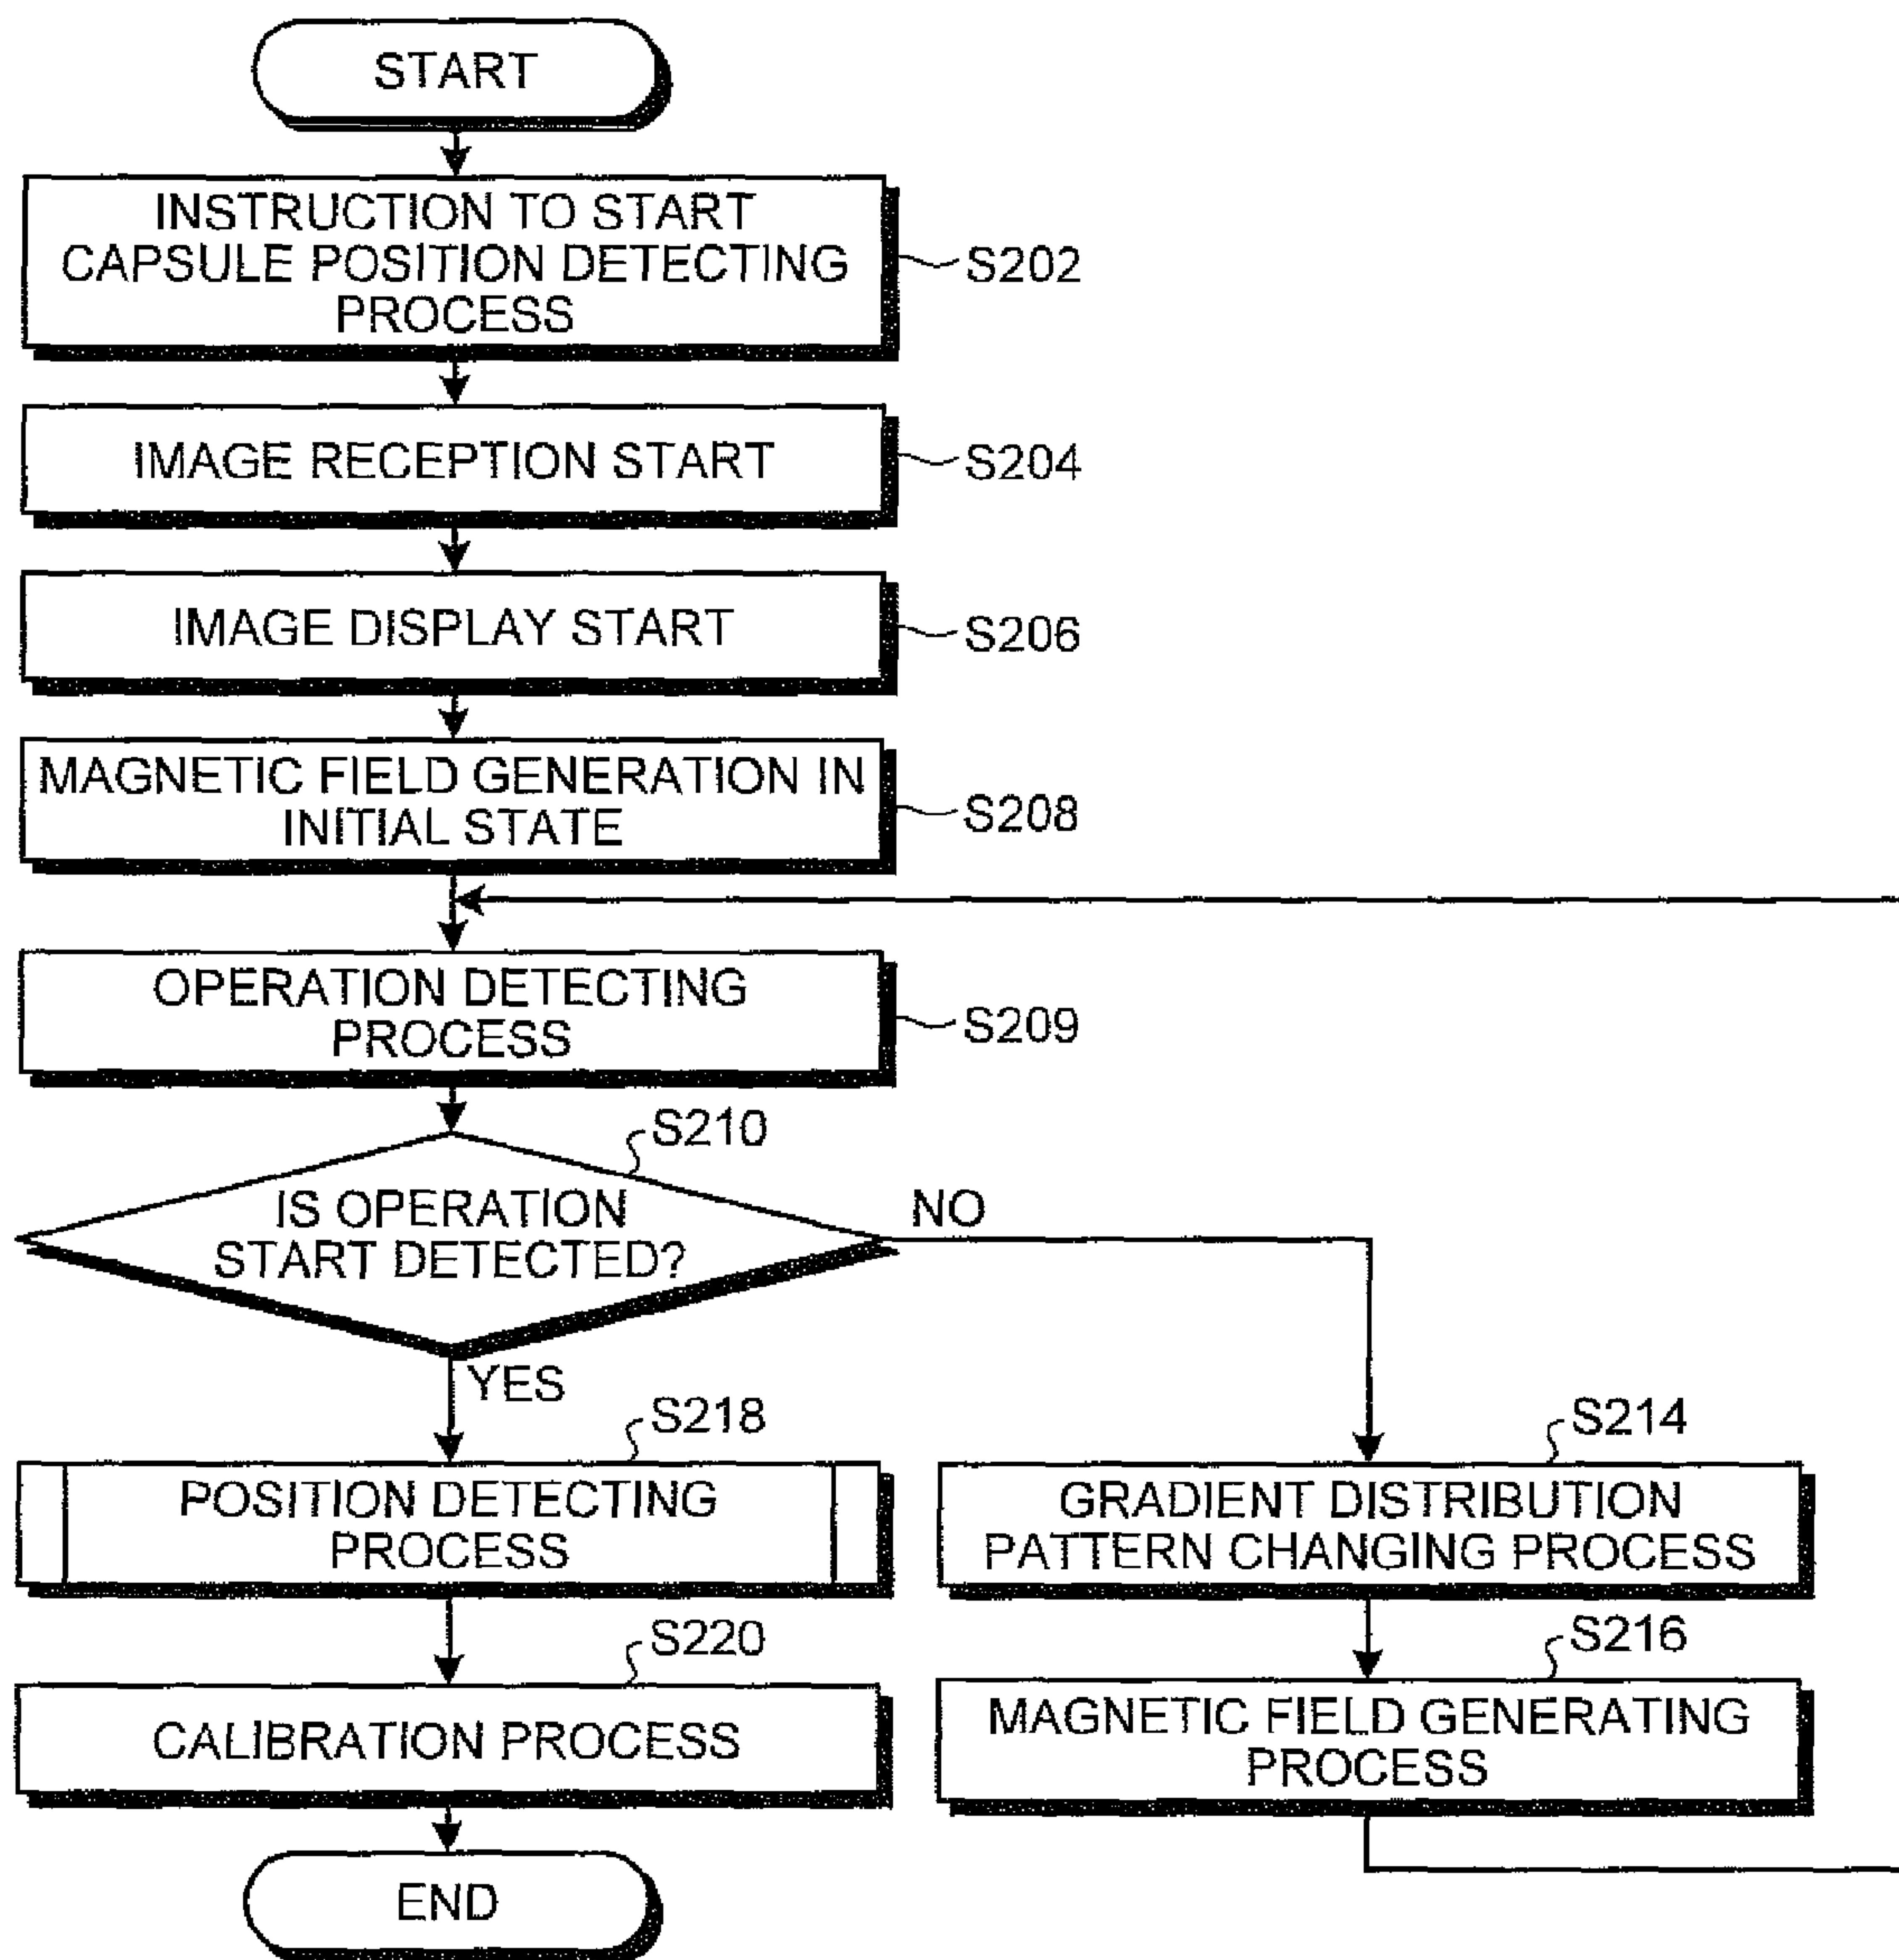 START
INSTRUCTION TO START
CAPSULE POSITION DETECTING
PROCESS
S202
IMAGE RECEPTION START
S204
IMAGE DISPLAY START
S206
MAGNETIC FIELD GENERATION IN
INITIAL STATE
S208
OPERATION DETECTING
PROCESS
S209
S210
IS OPERATION
START DETECTED?
NO
YES
S218
POSITION DETECTING
PROCESS
S214
GRADIENT DISTRIBUTION
PATTERN CHANGING PROCESS
S220
CALIBRATION PROCESS
S216
MAGNETIC FIELD GENERATING
PROCESS
END